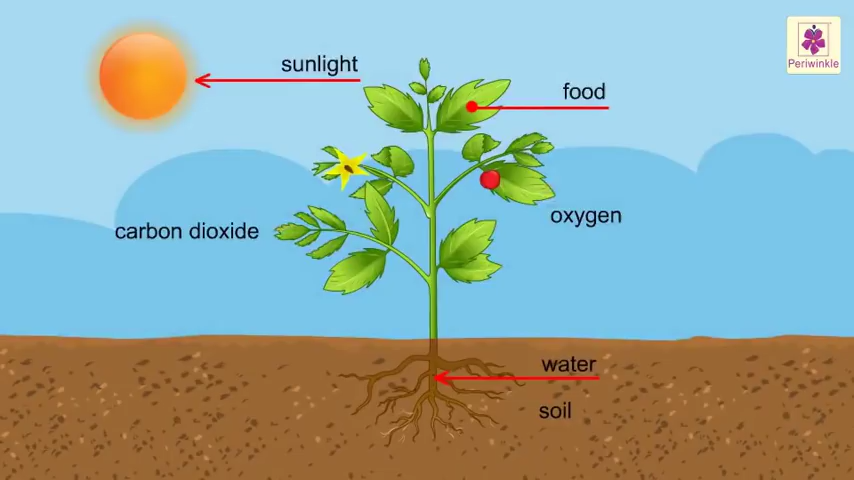 sunlight
Periwinkle
food
oxygen
carbon dioxide
water
soil